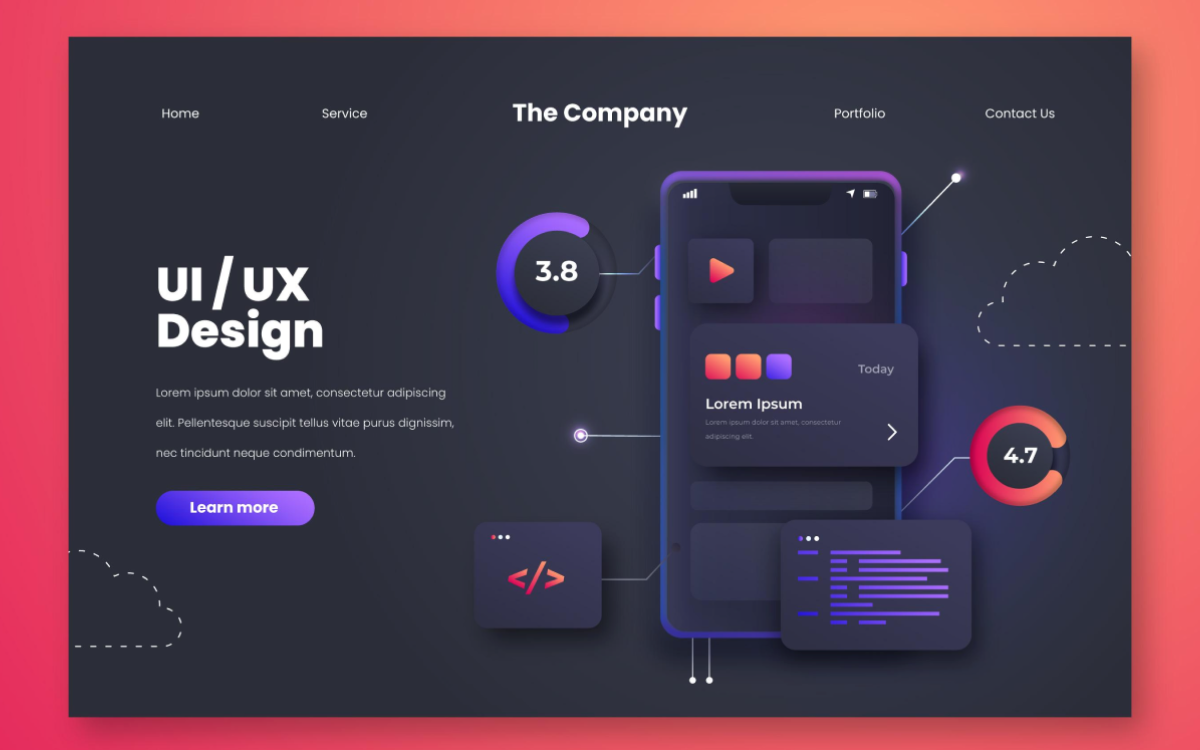 Home
Service
The Company
Portfolio
Contact Us
UI / UX
Design
Lorem ipsum dolor sit amet, consectetur adipiscing
elit. Pellentesque suscipit tellus vitae purus dignissim,
nec tincidunt neque condimentum.
Learn more
3.8
Today
Lorem Ipsum
Lorem ipsum dolor sit amet, consectetur
adipiscing elit.
4.7
</>